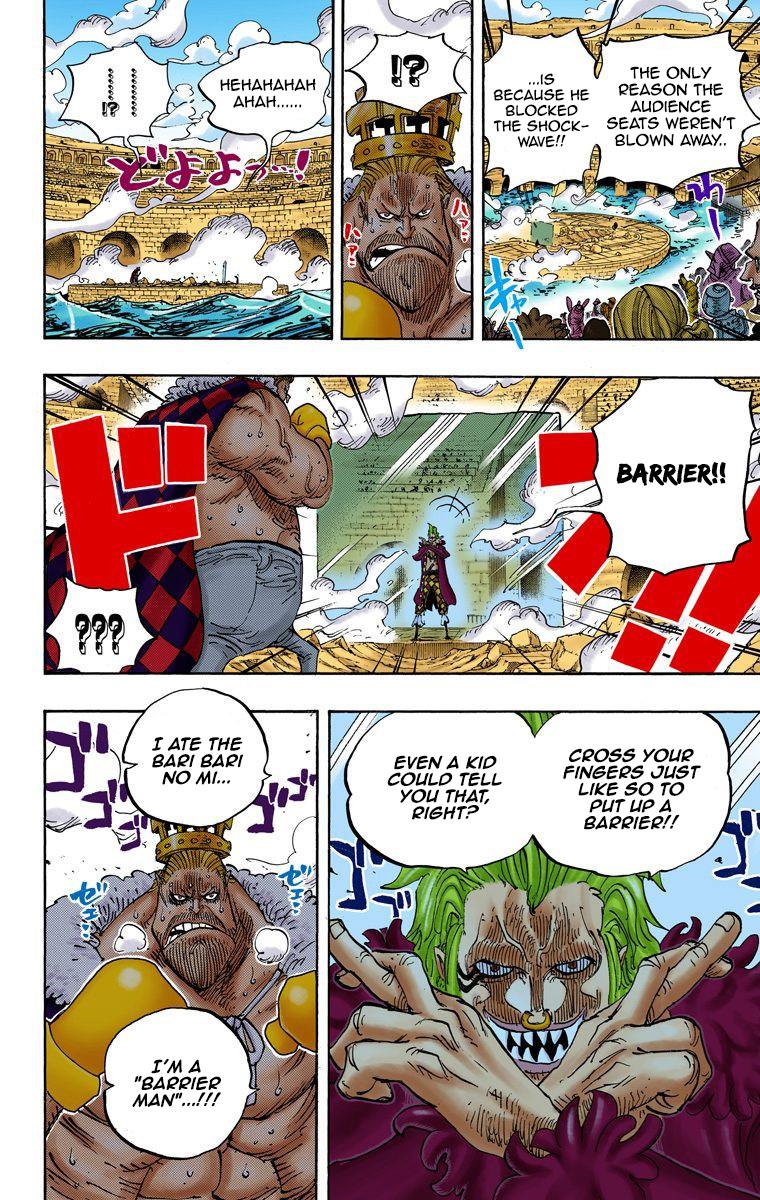 THE ONLY
REASON THE
AUDIENCE
SEATS WEREN'T
BLOWN AWAY..
...IS
BECAUSE HE
BLOCKED
THE SHOCK-
WAVE!!
キャー
!?
ハァ…
ハァ…
HEHAHAHAH
AHAH......
!?
どよよっ…!
BARRIER!!
ド
!!!
???
CROSS YOUR
FINGERS JUST
LIKE SO TO
PUT UP A
BARRIER!!
EVEN A KID
COULD TELL
YOU THAT,
RIGHT?
ゴゴゴ
ゴゴゴ
I ATE THE
BARI BARI
NO MI...
ゴゴ
ゴゴ
ゼェ…
ゼェ…
I'M A
"BARRIER
MAN"...!!!